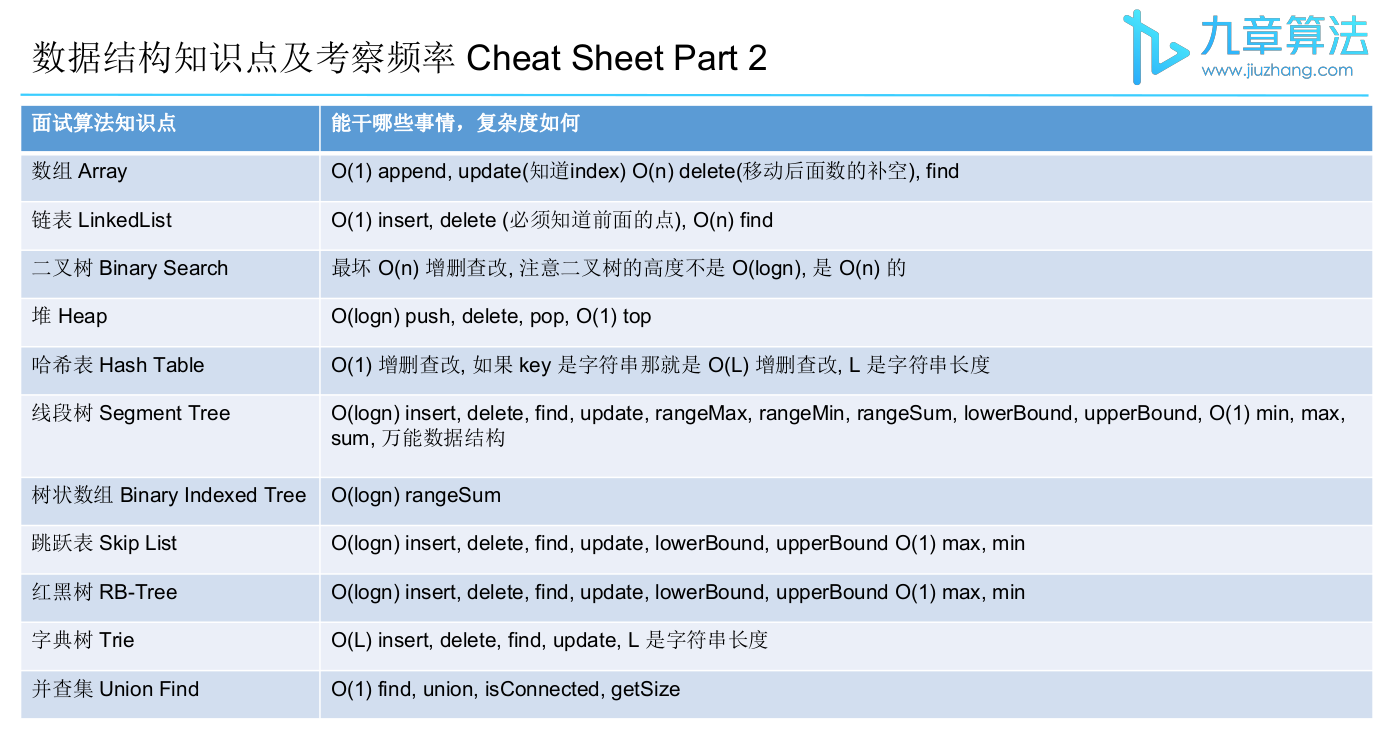 数据结构知识点及考察频率 Cheat Sheet Part 2
九章算法
www.jiuzhang.com
面试算法知识点 能干哪些事情，复杂度如何
数组 Array O(1) append, update(知道index) O(n) delete(移动后面数的补空), find
链表 LinkedList O(1) insert, delete (必须知道前面的点), O(n) find
二叉树 Binary Search 最坏 O(n) 增删查改, 注意二叉树的高度不是 O(logn), 是 O(n) 的
堆 Heap O(logn) push, delete, pop, O(1) top
哈希表 Hash Table O(1) 增删查改, 如果 key 是字符串那就是 O(L) 增删查改, L 是字符串长度
线段树 Segment Tree O(logn) insert, delete, find, update, rangeMax, rangeMin, rangeSum, lowerBound, upperBound, O(1) min, max,
sum, 万能数据结构
树状数组 Binary Indexed Tree O(logn) rangeSum
跳跃表 Skip List O(logn) insert, delete, find, update, lowerBound, upperBound O(1) max, min
红黑树 RB-Tree O(logn) insert, delete, find, update, lowerBound, upperBound O(1) max, min
字典树 Trie O(L) insert, delete, find, update, L 是字符串长度
并查集 Union Find O(1) find, union, isConnected, getSize